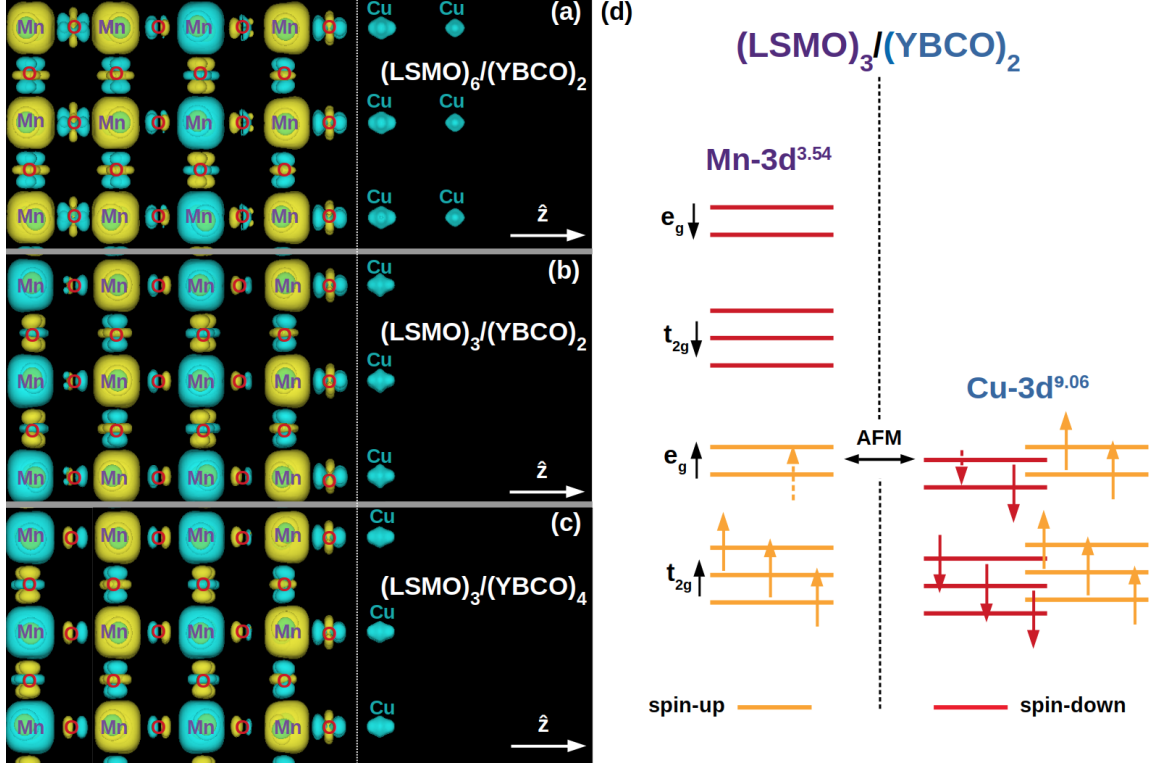 Mn O Mn O Mn O Mn O Cu Cu (a)
O O O O (LSMO)6/(YBCO)2
Mn O Mn O Mn O Mn O Cu Cu
O O O O
Mn O Mn O Mn O Mn O Cu Cu
ẑ
Mn O Mn O Mn O Mn O Cu (b)
O O O O (LSMO)3/(YBCO)2
Mn O Mn O Mn O Mn O Cu
O O O O
Mn O Mn O Mn O Mn O Cu
ẑ
Mn O Mn O Mn O Mn O Cu (c)
O O O O (LSMO)3/(YBCO)4
Mn O Mn O Mn O Mn O Cu
O O O O
Mn O Mn O Mn O Mn O Cu
ẑ
(d)
(LSMO)3/(YBCO)2
Mn-3d3.54
eg
t2g
Cu-3d9.06
eg
AFM
t2g
spin-up
spin-down